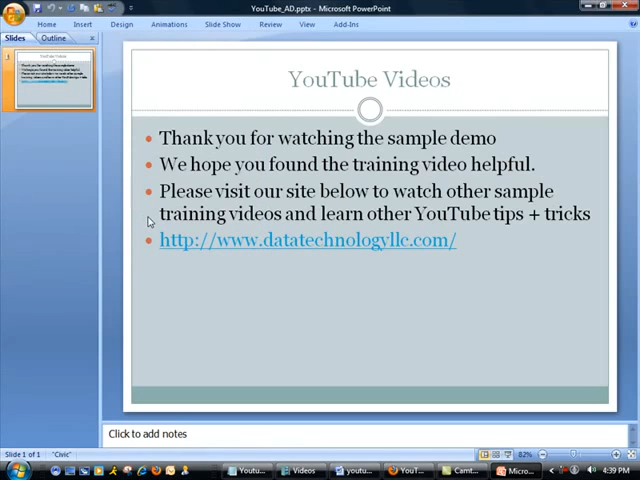 YouTube_AD.pptx - Microsoft PowerPoint
Home Insert Design Animations Slide Show Review View Add-Ins
Slides Outline
1
YouTube Videos
Thank you for watching the sample demo
We hope you found the training video helpful.
Please visit our site below to watch other sample
training videos and learn other YouTube tips + tricks
http://www.datatechnologyllc.com/
Click to add notes
Slide 1 of 1 "Civic" 82%
Youtu... Videos youtu... YouT... Camt... Micro... 4:39 PM